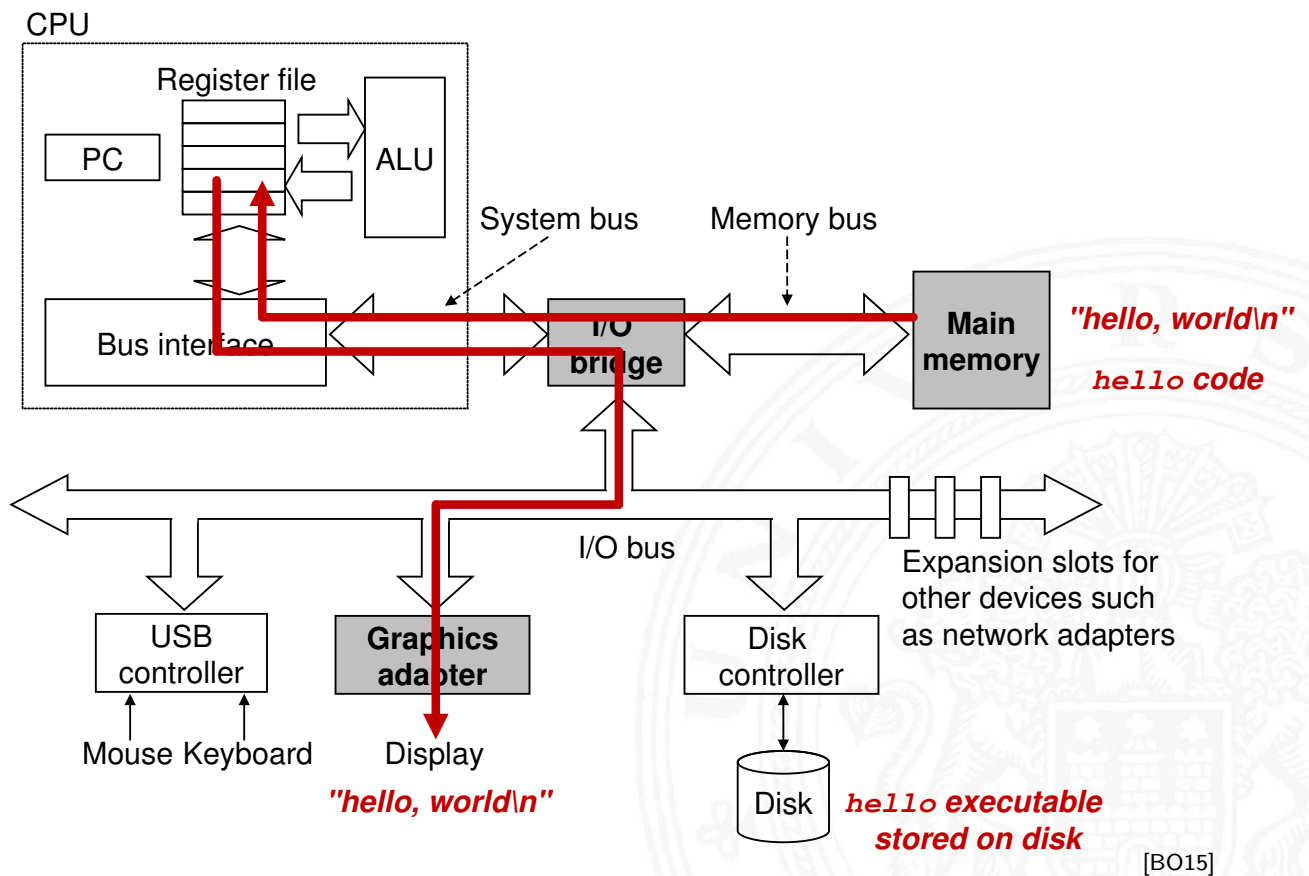 CPU
Register file
PC
ALU
System bus
Memory bus
Bus interface
I/O
bridge
Main
memory
"hello, world\n"
hello code
I/O bus
Expansion slots for
other devices such
as network adapters
USB
controller
Graphics
adapter
Disk
controller
Mouse Keyboard
Display
"hello, world\n"
Disk
hello executable
stored on disk
[BO15]